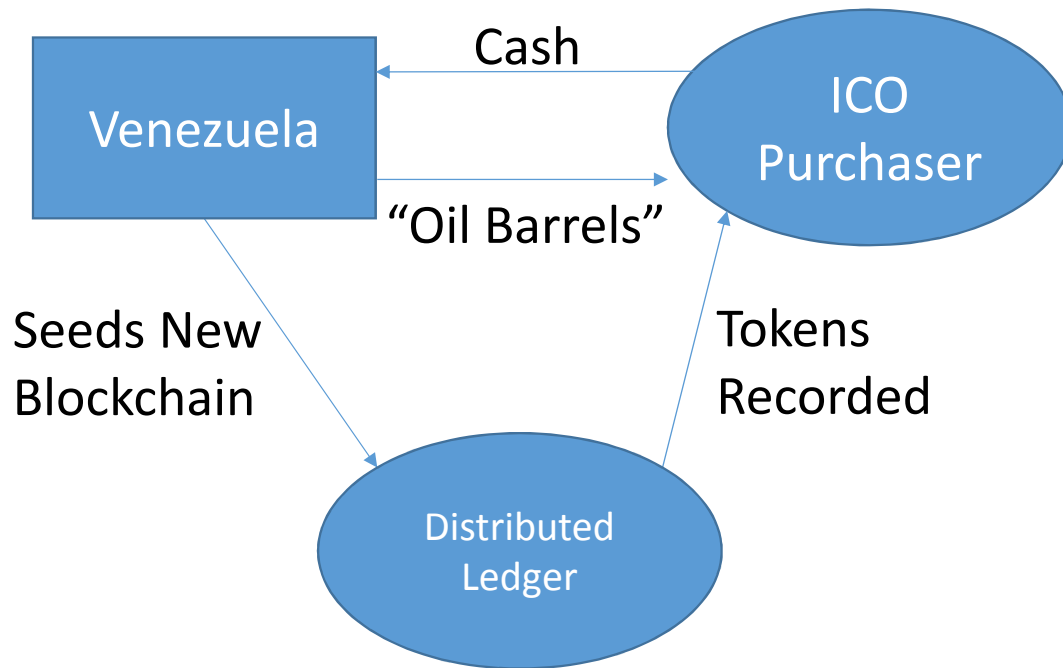 Cash
Venezuela
ICO
Purchaser
“Oil Barrels”
Seeds New
Blockchain
Tokens
Recorded
Distributed
Ledger